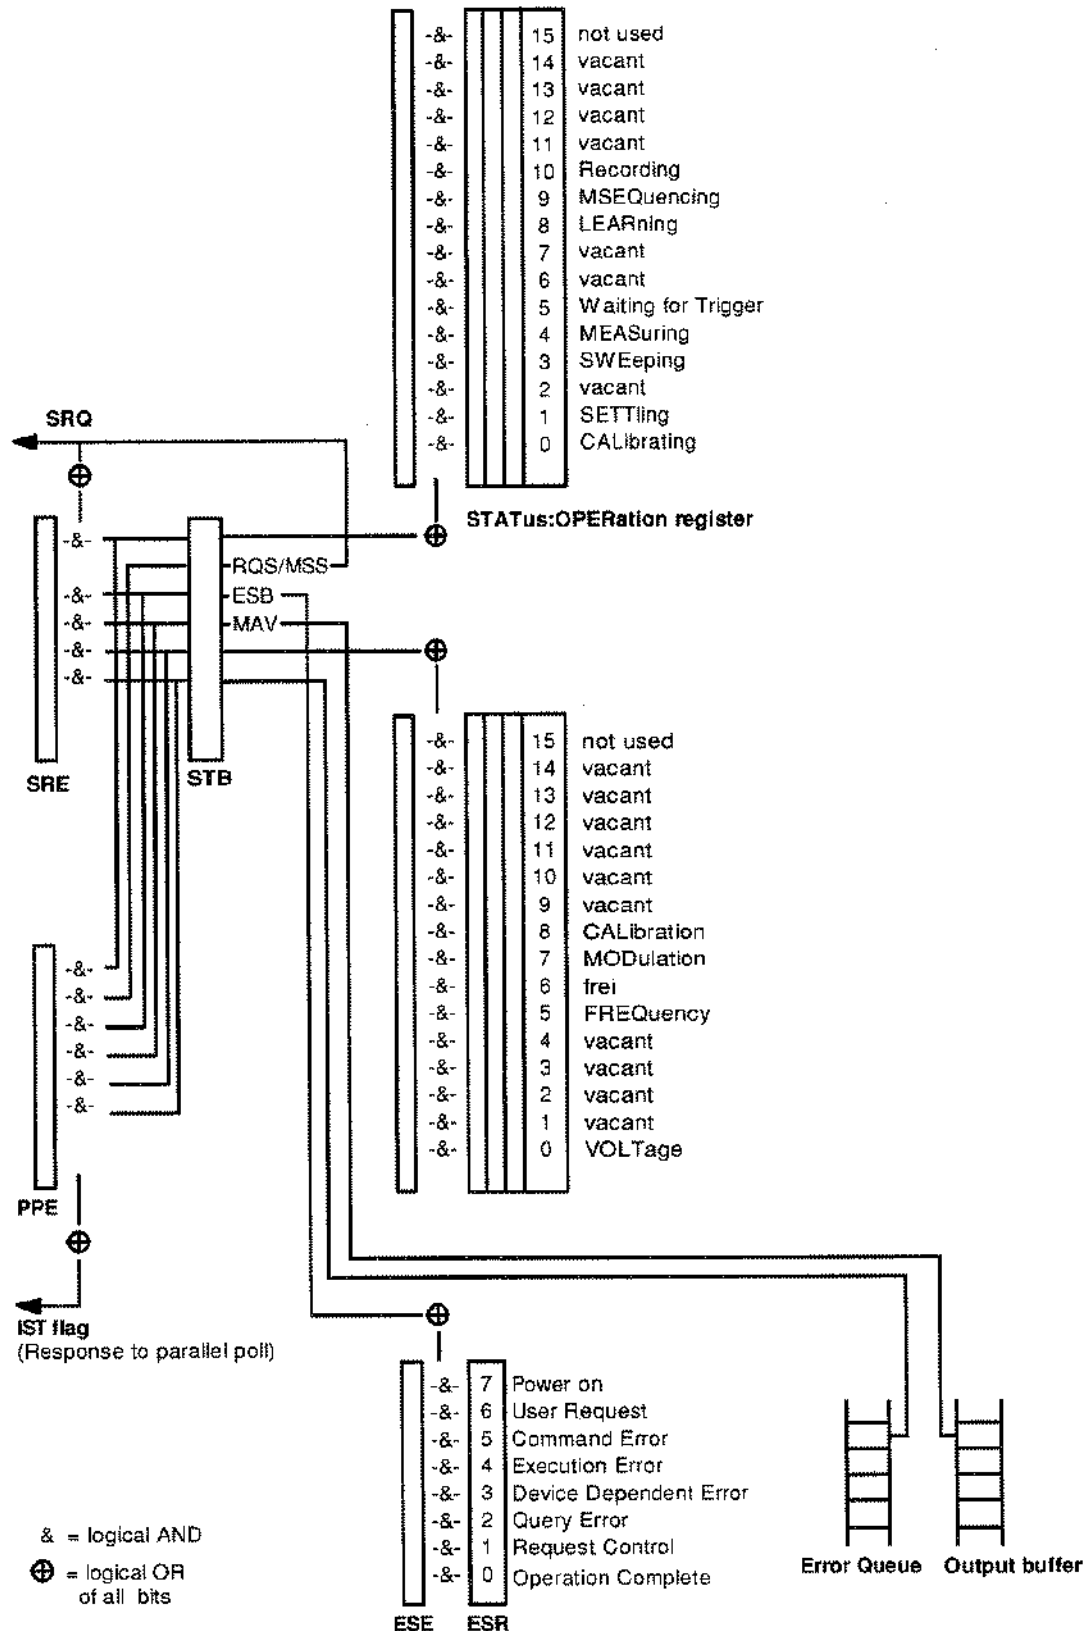 -&- 15 not used
-&- 14 vacant
-&- 13 vacant
-&- 12 vacant
-&- 11 vacant
-&- 10 Recording
-&- 9 MSEQuencing
-&- 8 LEARning
-&- 7 vacant
-&- 6 vacant
-&- 5 Waiting for Trigger
-&- 4 MEASuring
-&- 3 SWEeping
-&- 2 vacant
-&- 1 SETTling
-&- 0 CALibrating
STATus:OPERation register
SRQ
-&-
RQS/MSS
-&- ESB
-&- MAV
-&-
-&-
SRE
STB
-&- 15 not used
-&- 14 vacant
-&- 13 vacant
-&- 12 vacant
-&- 11 vacant
-&- 10 vacant
-&- 9 vacant
-&- 8 CALibration
-&- 7 MODulation
-&- 6 frei
-&- 5 FREQuency
-&- 4 vacant
-&- 3 vacant
-&- 2 vacant
-&- 1 vacant
-&- 0 VOLTage
-&-
-&-
-&-
-&-
-&-
-&-
PPE
IST flag
(Response to parallel poll)
-&- 7 Power on
-&- 6 User Request
-&- 5 Command Error
-&- 4 Execution Error
-&- 3 Device Dependent Error
-&- 2 Query Error
-&- 1 Request Control
-&- 0 Operation Complete
ESE ESR
Error Queue
Output buffer
& = logical AND
⊕ = logical OR
of all bits